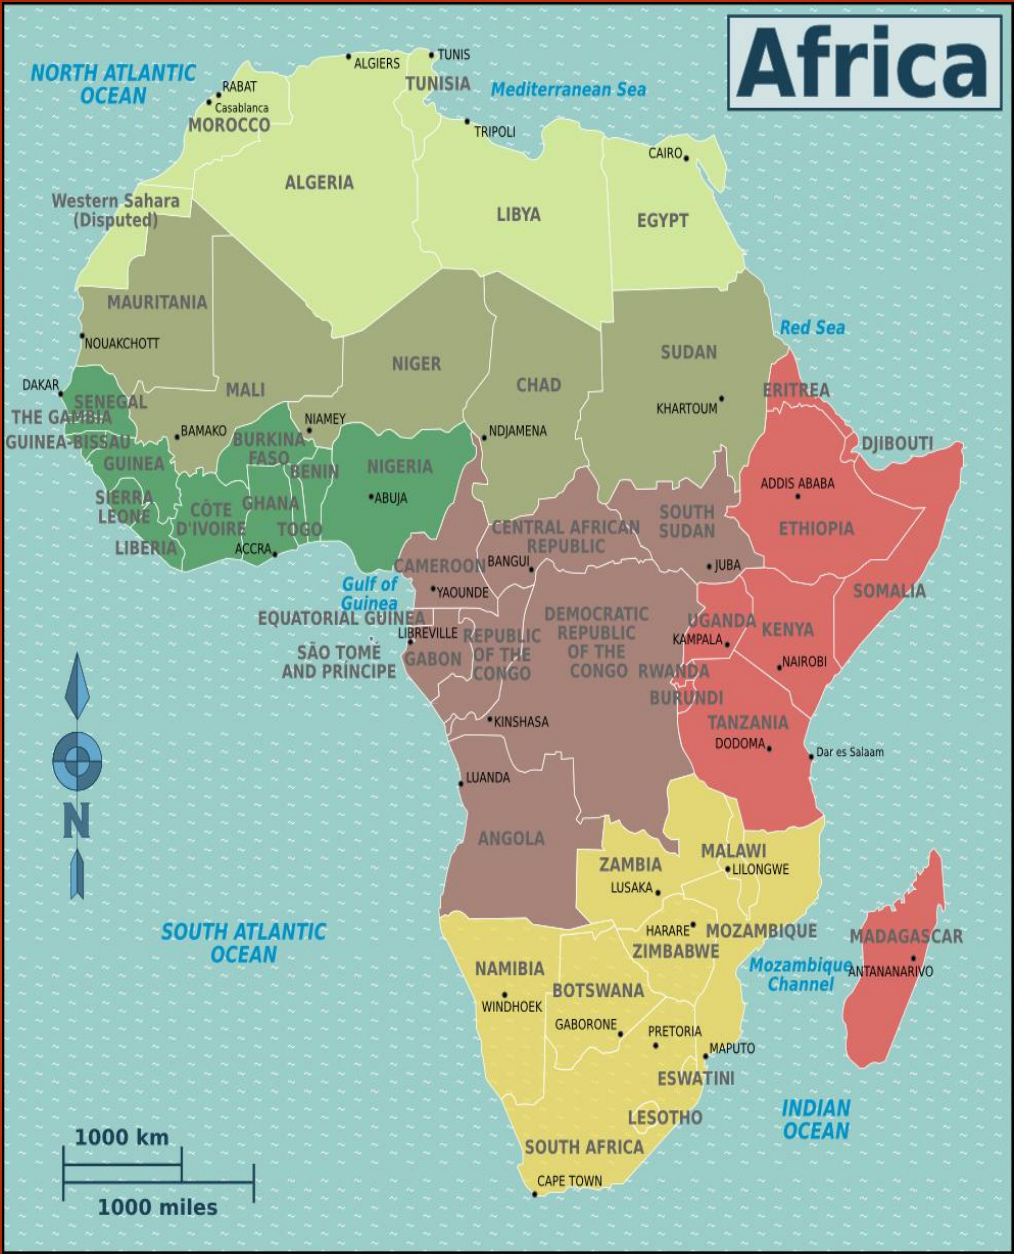 Africa
NORTH ATLANTIC
OCEAN
ALGIERS
TUNIS
TUNISIA
Mediterranean Sea
RABAT
Casablanca
MOROCCO
TRIPOLI
CAIRO
ALGERIA
Western Sahara
(Disputed)
LIBYA
EGYPT
MAURITANIA
NOUAKCHOTT
Red Sea
SUDAN
NIGER
CHAD
MALI
DAKAR
SENEGAL
THE GAMBIA
GUINEA-BISSAU
KHARTOUM
ERITREA
NIAMEY
BAMAKO
NDJAMENA
BURKINA
FASO
DJIBOUTI
GUINEA
BENIN
NIGERIA
ABUJA
ADDIS ABABA
SIERRA
LEONE
CÔTE
D'IVOIRE
GHANA
TOGO
LIBERIA
ACCRA
SOUTH
SUDAN
ETHIOPIA
CENTRAL AFRICAN
REPUBLIC
CAMEROON
BANGUI
JUBA
Gulf of
Guinea
YAOUNDE
SOMALIA
EQUATORIAL GUINEA
LIBREVILLE
SÃO TOMÉ
AND PRÍNCIPE
GABON
REPUBLIC
OF THE
CONGO
DEMOCRATIC
REPUBLIC
OF THE
CONGO
UGANDA
KAMPALA
KENYA
NAIROBI
RWANDA
BURUNDI
TANZANIA
DODOMA
Dar es Salaam
KINSHASA
LUANDA
N
ANGOLA
ZAMBIA
LUSAKA
MALAWI
LILONGWE
SOUTH ATLANTIC
OCEAN
HARARE
MOZAMBIQUE
ZIMBABWE
Mozambique
Channel
MADAGASCAR
ANTANANARIVO
NAMIBIA
WINDHOEK
BOTSWANA
GABORONE
PRETORIA
MAPUTO
ESWATINI
LESOTHO
INDIAN
OCEAN
SOUTH AFRICA
CAPE TOWN
1000 km
1000 miles